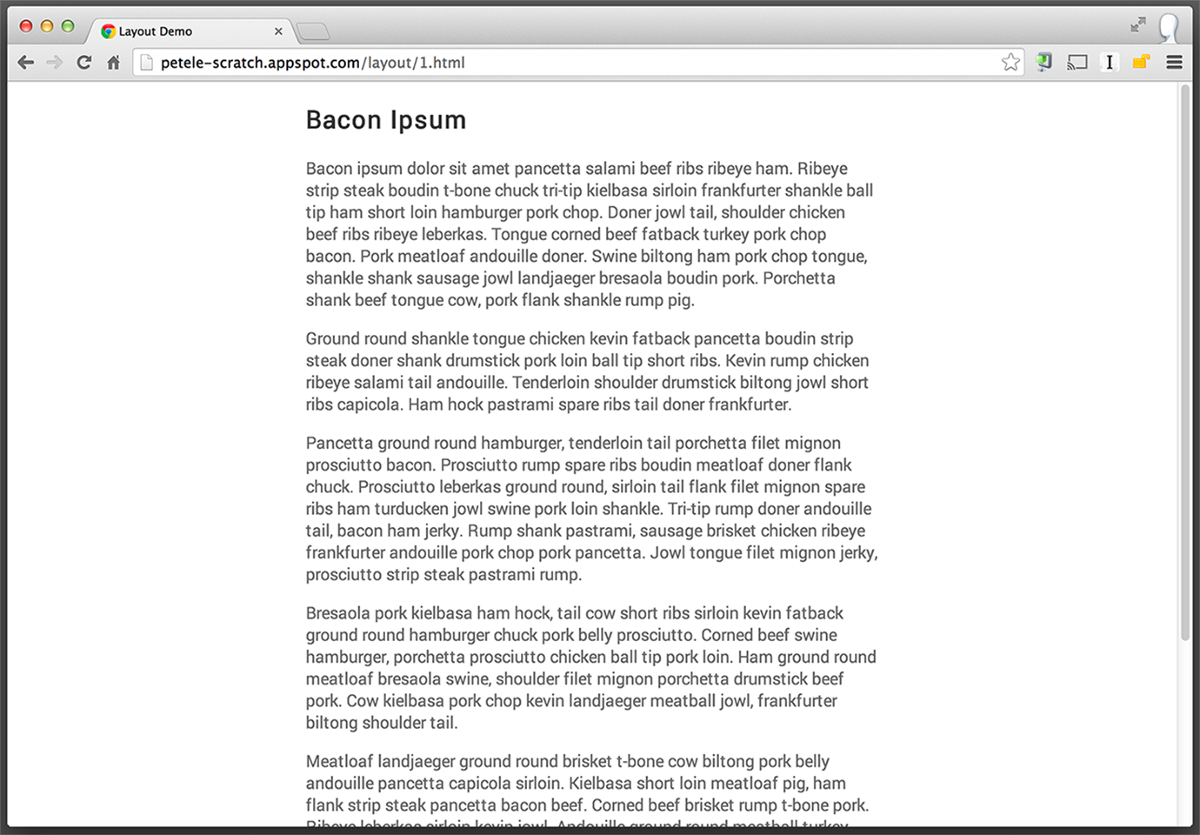 Layout Demo
petele-scratch.appspot.com/layout/1.html
Bacon Ipsum
Bacon ipsum dolor sit amet pancetta salami beef ribs ribeye ham. Ribeye
strip steak boudin t-bone chuck tri-tip kielbasa sirloin frankfurter shankle ball
tip ham short loin hamburger pork chop. Doner jowl tail, shoulder chicken
beef ribs ribeye leberkas. Tongue corned beef fatback turkey pork chop
bacon. Pork meatloaf andouille doner. Swine biltong ham pork chop tongue,
shankle shank sausage jowl landjaeger bresaola boudin pork. Porchetta
shank beef tongue cow, pork flank shankle rump pig.
Ground round shankle tongue chicken kevin fatback pancetta boudin strip
steak doner shank drumstick pork loin ball tip short ribs. Kevin rump chicken
ribeye salami tail andouille. Tenderloin shoulder drumstick biltong jowl short
ribs capicola. Ham hock pastrami spare ribs tail doner frankfurter.
Pancetta ground round hamburger, tenderloin tail porchetta filet mignon
prosciutto bacon. Prosciutto rump spare ribs boudin meatloaf doner flank
chuck. Prosciutto leberkas ground round, sirloin tail flank filet mignon spare
ribs ham turducken jowl swine pork loin shankle. Tri-tip rump doner andouille
tail, bacon ham jerky. Rump shank pastrami, sausage brisket chicken ribeye
frankfurter andouille pork chop pork pancetta. Jowl tongue filet mignon jerky,
prosciutto strip steak pastrami rump.
Bresaola pork kielbasa ham hock, tail cow short ribs sirloin kevin fatback
ground round hamburger chuck pork belly prosciutto. Corned beef swine
hamburger, porchetta prosciutto chicken ball tip pork loin. Ham ground round
meatloaf bresaola swine, shoulder filet mignon porchetta drumstick beef
pork. Cow kielbasa pork chop kevin landjaeger meatball jowl, frankfurter
biltong shoulder tail.
Meatloaf landjaeger ground round brisket t-bone cow biltong pork belly
andouille pancetta capicola sirloin. Kielbasa short loin meatloaf pig, ham
flank strip steak pancetta bacon beef. Corned beef brisket rump t-bone pork.
Ribeye leberkas sirloin kevin jowl. Andouille ground round meatball turkey